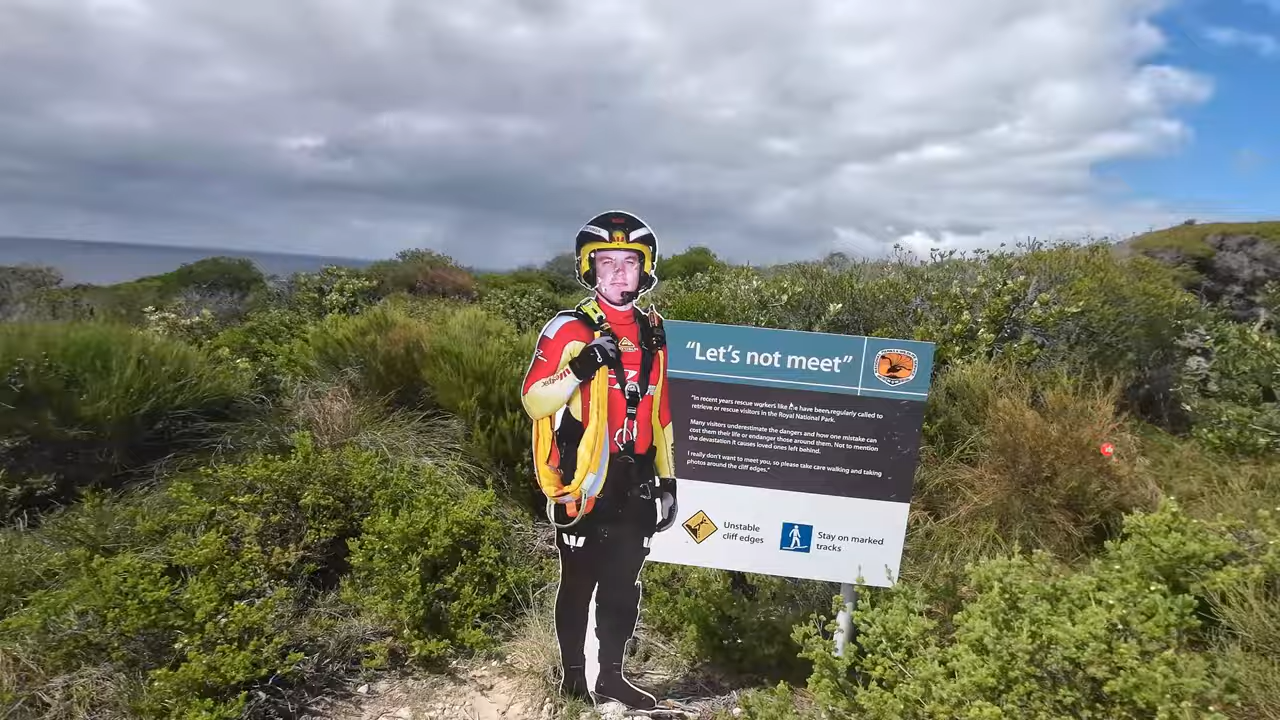 “Let’s not meet”
“In recent years rescue workers like me have been regularly called to
retrieve or rescue visitors in the Royal National Park.
Many visitors underestimate the dangers and how one mistake can
cost them their life or endanger those around them. Not to mention
the devastation it causes loved ones left behind.
I really don’t want to meet you, so please take care walking and taking
photos around the cliff edges.”
Unstable
cliff edges
Stay on marked
tracks